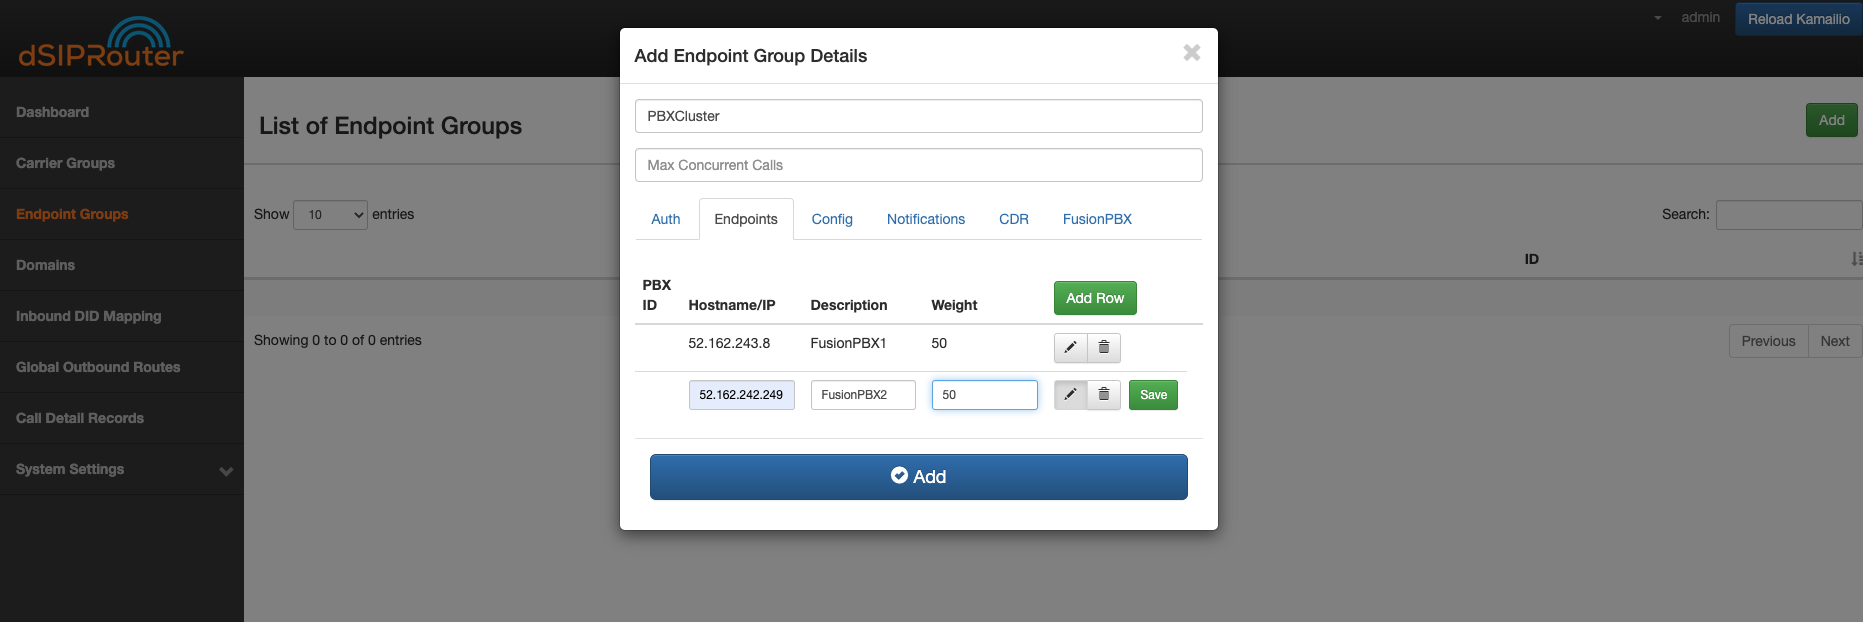 dSIPRouter
admin
Reload Kamailio
Dashboard
Carrier Groups
Endpoint Groups
Domains
Inbound DID Mapping
Global Outbound Routes
Call Detail Records
System Settings
List of Endpoint Groups
Add
Show 10 entries
Search:
ID
Showing 0 to 0 of 0 entries
Previous Next
Add Endpoint Group Details
PBXCluster
Max Concurrent Calls
Auth Endpoints Config Notifications CDR FusionPBX
PBX
ID Hostname/IP Description Weight Add Row
52.162.243.8 FusionPBX1 50
52.162.242.249 FusionPBX2 50 Save
Add